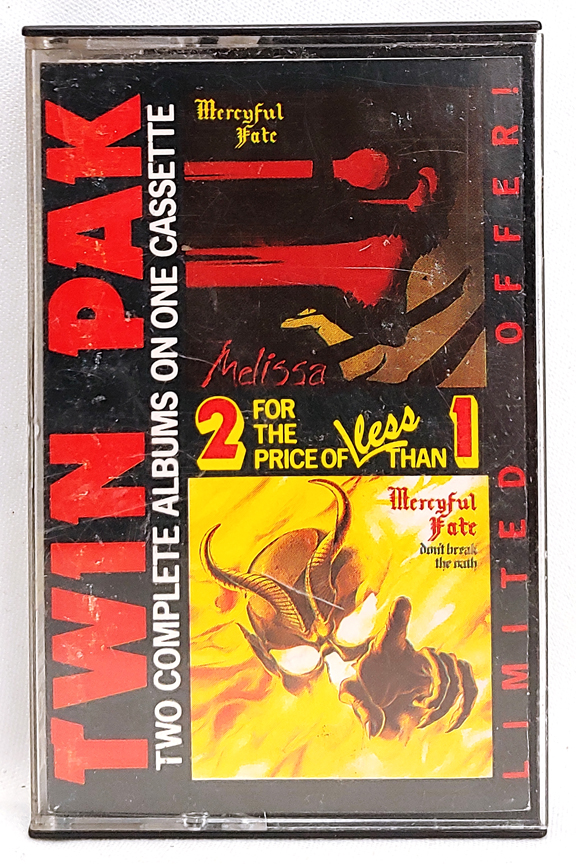 TWIN PAK
TWO COMPLETE ALBUMS ON ONE CASSETTE
Mercyful
Fate
Melissa
2 FOR
THE
PRICE OF less THAN 1
Mercyful
Fate
don't break
the oath
LIMITED OFFER!